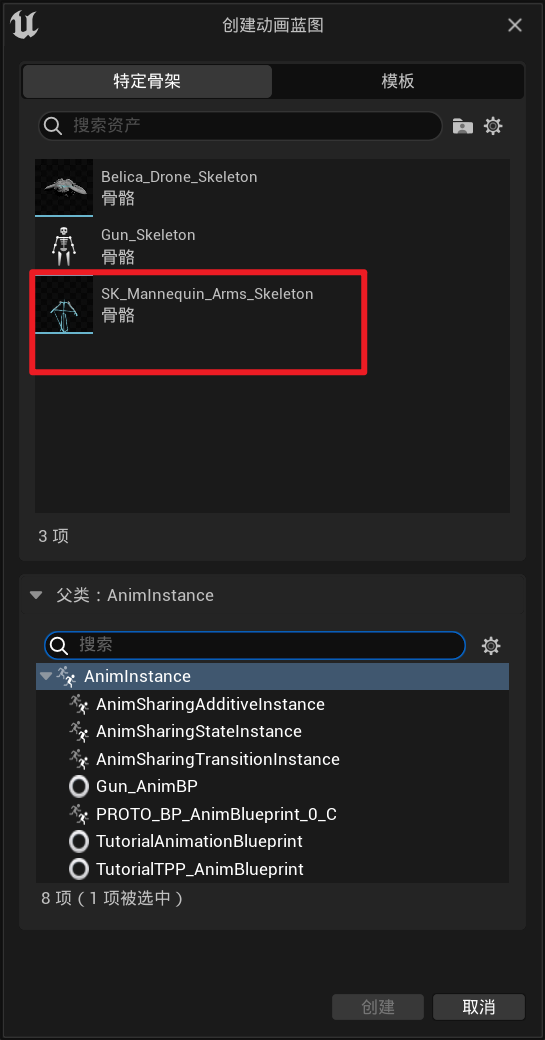 创建动画蓝图
特定骨架
模板
搜索资产
Belica_Drone_Skeleton
骨骼
Gun_Skeleton
骨骼
SK_Mannequin_Arms_Skeleton
骨骼
3 项
父类：AnimInstance
搜索
AnimInstance
AnimSharingAdditiveInstance
AnimSharingStateInstance
AnimSharingTransitionInstance
Gun_AnimBP
PROTO_BP_AnimBlueprint_0_C
TutorialAnimationBlueprint
TutorialTPP_AnimBlueprint
8 项（1 项被选中）
创建
取消